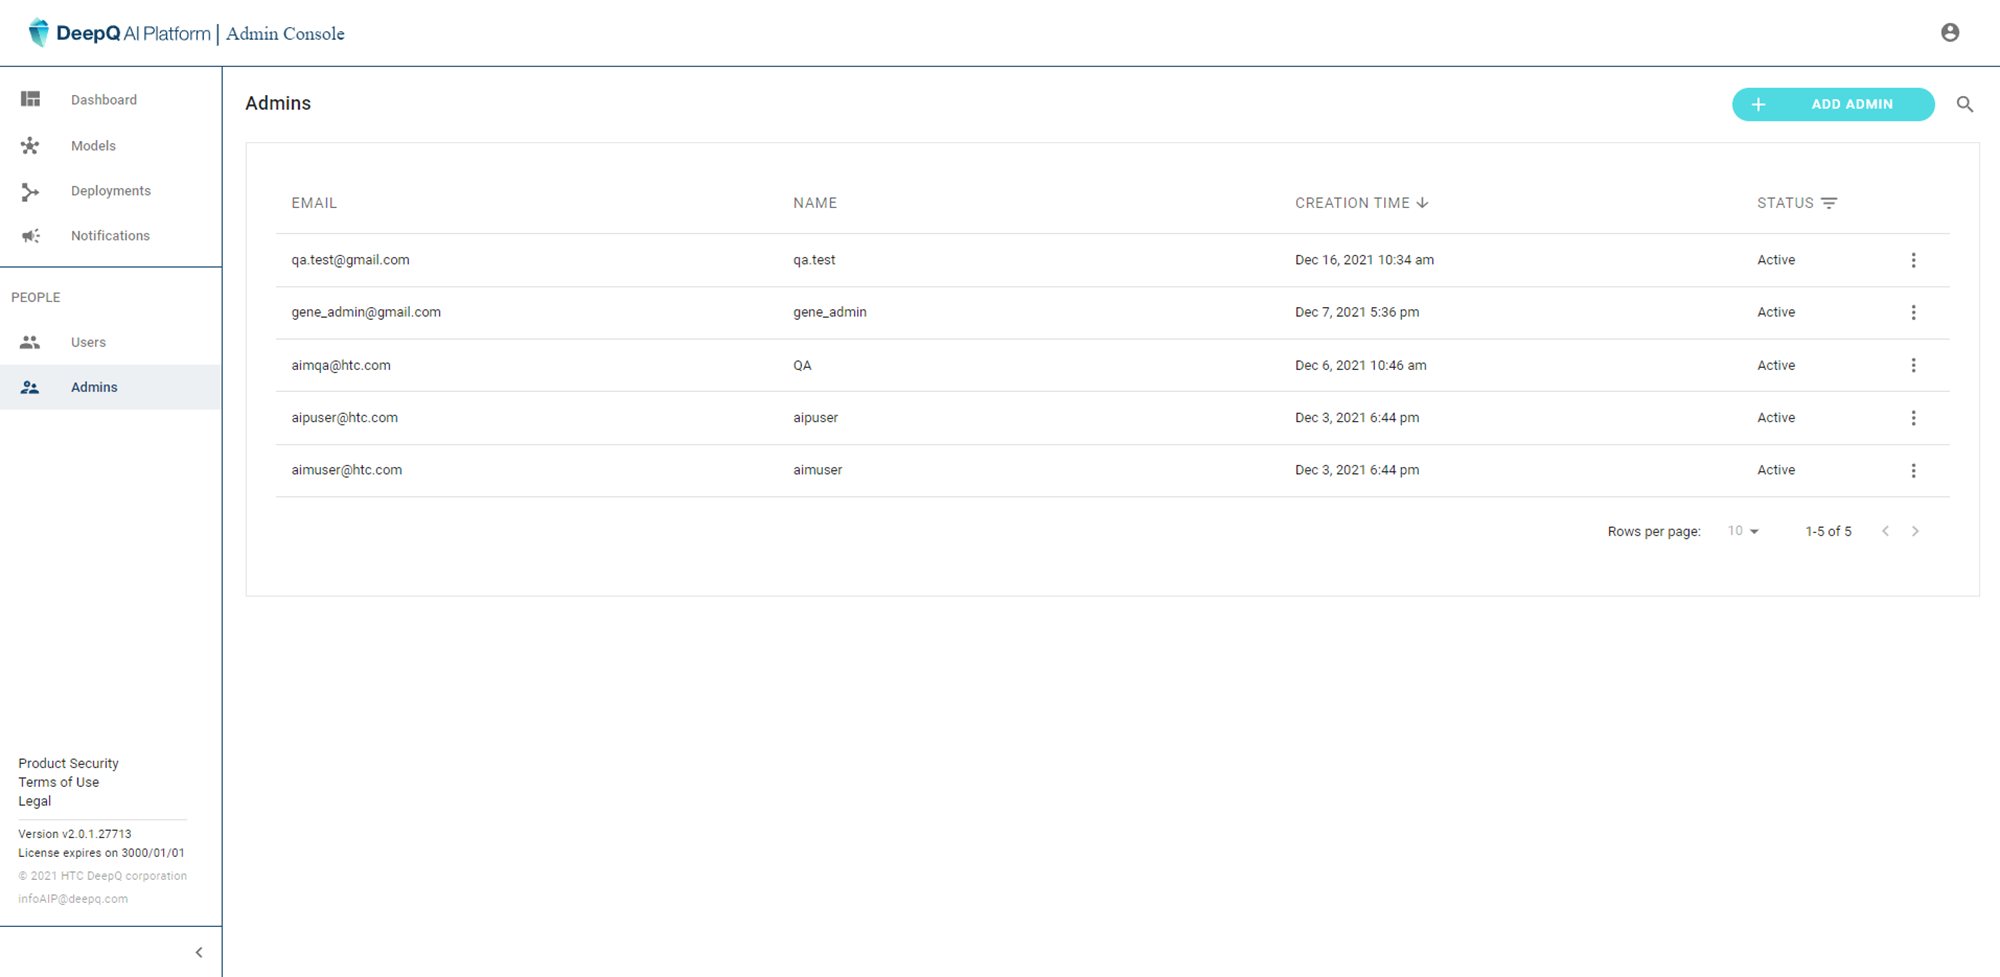 DeepQ AI Platform | Admin Console
Dashboard
Models
Deployments
Notifications
PEOPLE
Users
Admins
Product Security
Terms of Use
Legal
Version v2.0.1.27713
License expires on 3000/01/01
© 2021 HTC DeepQ corporation
infoAIP@deepq.com
Admins
ADD ADMIN
EMAIL NAME CREATION TIME STATUS
qa.test@gmail.com qa.test Dec 16, 2021 10:34 am Active
gene_admin@gmail.com gene_admin Dec 7, 2021 5:36 pm Active
aimqa@htc.com QA Dec 6, 2021 10:46 am Active
aipuser@htc.com aipuser Dec 3, 2021 6:44 pm Active
aimuser@htc.com aimuser Dec 3, 2021 6:44 pm Active
Rows per page: 10 1-5 of 5